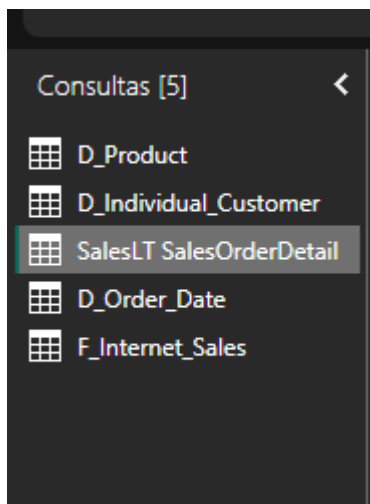 Consultas [5]
D_Product
D_Individual_Customer
SalesLT SalesOrderDetail
D_Order_Date
F_Internet_Sales